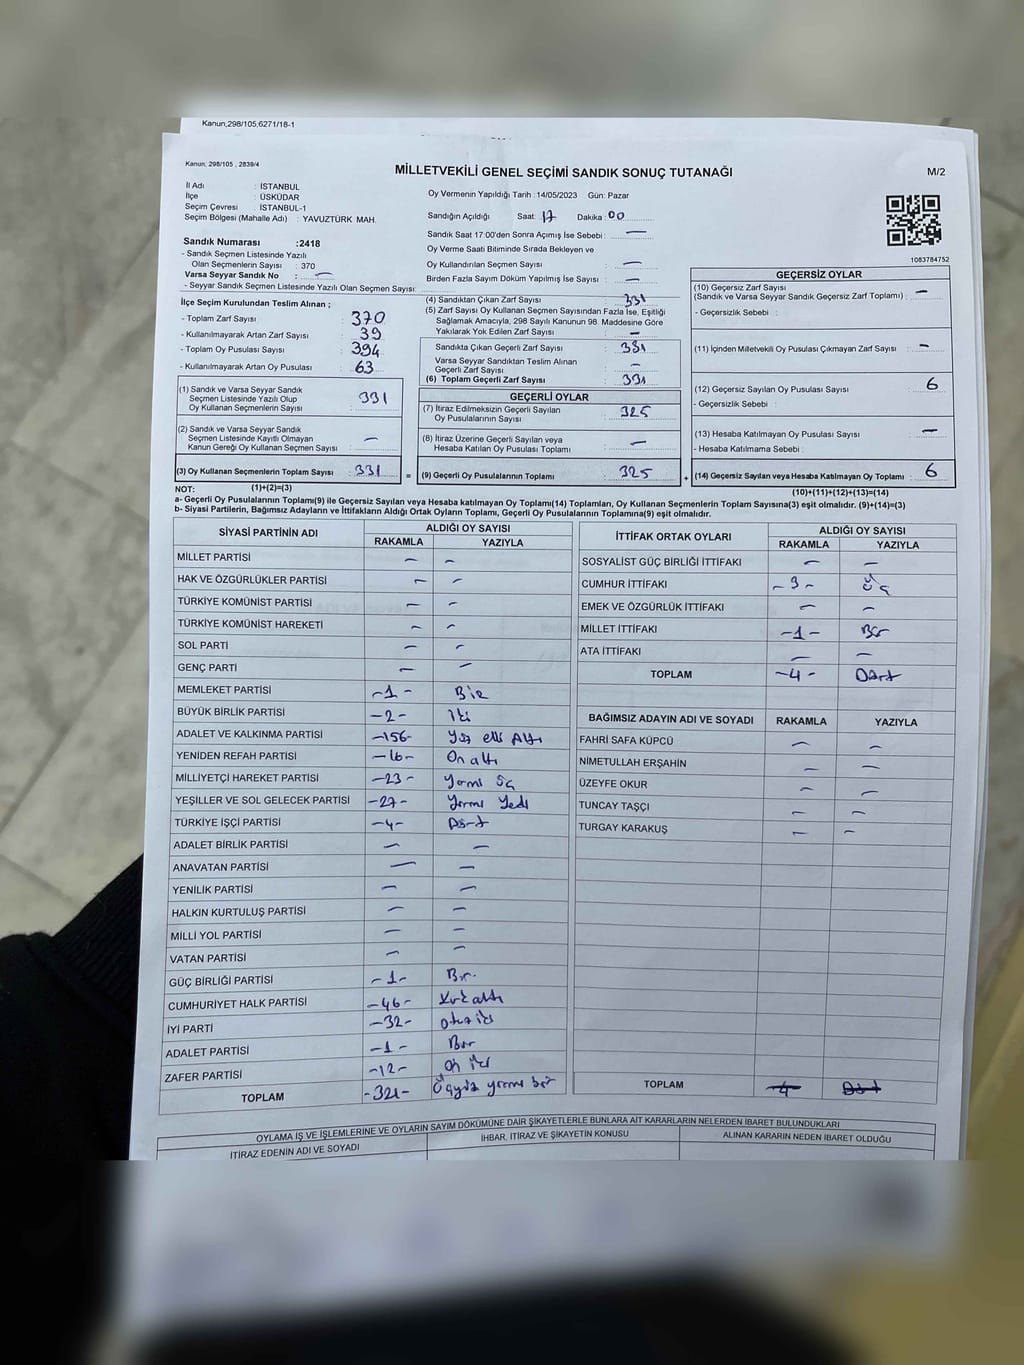 Kanun,298/105,6271/18-1
Kanun, 298/105 , 2839/4
MİLLETVEKİLİ GENEL SEÇİMİ SANDIK SONUÇ TUTANAĞI
M/2
İl Adı : İSTANBUL
İlçe : ÜSKÜDAR
Seçim Çevresi : İSTANBUL-1
Seçim Bölgesi (Mahalle Adı) : YAVUZTÜRK MAH.
Sandık Numarası :2418
- Sandık Seçmen Listesinde Yazılı
Olan Seçmenlerin Sayısı : 370
Varsa Seyyar Sandık No : —
- Seyyar Sandık Seçmen Listesinde Yazılı Olan Seçmen Sayısı:
Oy Vermenin Yapıldığı Tarih : 14/05/2023 Gün: Pazar
Sandığın Açıldığı Saat: 17 Dakika : 00
Sandık Saat 17:00'den Sonra Açımış İse Sebebi : —
Oy Verme Saati Bitiminde Sırada Bekleyen ve
Oy Kullandırılan Seçmen Sayısı : —
Birden Fazla Sayım Döküm Yapılmış İse Sayısı : —
1083784752
İlçe Seçim Kurulundan Teslim Alınan ;
- Toplam Zarf Sayısı : 370
- Kullanılmayarak Artan Zarf Sayısı : 39
- Toplam Oy Pusulası Sayısı : 394
- Kullanılmayarak Artan Oy Pusulası : 63
(1) Sandık ve Varsa Seyyar Sandık
Seçmen Listesinde Yazılı Olup
Oy Kullanan Seçmenlerin Sayısı : 331
(2) Sandık ve Varsa Seyyar Sandık
Seçmen Listesinde Kayıtlı Olmayan
Kanun Gereği Oy Kullanan Seçmen Sayısı : —
(3) Oy Kullanan Seçmenlerin Toplam Sayısı : 331
(1)+(2)=(3)
(4) Sandıktan Çıkan Zarf Sayısı : 331
(5) Zarf Sayısı Oy Kullanan Seçmen Sayısından Fazla İse, Eşitliği
Sağlamak Amacıyla, 298 Sayılı Kanunun 98. Maddesine Göre
Yakılarak Yok Edilen Zarf Sayısı : —
Sandıkta Çıkan Geçerli Zarf Sayısı : 331
Varsa Seyyar Sandıktan Teslim Alınan
Geçerli Zarf Sayısı : —
(6) Toplam Geçerli Zarf Sayısı : 331
GEÇERLİ OYLAR
(7) İtiraz Edilmeksizin Geçerli Sayılan
Oy Pusulalarının Sayısı : 325
(8) İtiraz Üzerine Geçerli Sayılan veya
Hesaba Katılan Oy Pusulası Toplamı : —
= (9) Geçerli Oy Pusulalarının Toplamı : 325 +
GEÇERSİZ OYLAR
(10) Geçersiz Zarf Sayısı
(Sandık ve Varsa Seyyar Sandık Geçersiz Zarf Toplamı) : —
- Geçersizlik Sebebi :
(11) İçinden Milletvekili Oy Pusulası Çıkmayan Zarf Sayısı : —
(12) Geçersiz Sayılan Oy Pusulası Sayısı : 6
- Geçersizlik Sebebi :
(13) Hesaba Katılmayan Oy Pusulası Sayısı : —
- Hesaba Katılmama Sebebi :
(14) Geçersiz Sayılan veya Hesaba Katılmayan Oy Toplamı : 6
(10)+(11)+(12)+(13)=(14)
NOT:
a- Geçerli Oy Pusulalarının Toplamı(9) ile Geçersiz Sayılan veya Hesaba katılmayan Oy Toplamı(14) Toplamları, Oy Kullanan Seçmenlerin Toplam Sayısına(3) eşit olmalıdır. (9)+(14)=(3)
b- Siyasi Partilerin, Bağımsız Adayların ve İttifakların Aldığı Ortak Oyların Toplamı, Geçerli Oy Pusulalarının Toplamına(9) eşit olmalıdır.
SİYASİ PARTİNİN ADI ALDIĞI OY SAYISI
RAKAMLA YAZIYLA
MİLLET PARTİSİ — —
HAK VE ÖZGÜRLÜKLER PARTİSİ — —
TÜRKİYE KOMÜNİST PARTİSİ — —
TÜRKİYE KOMÜNİST HAREKETİ — —
SOL PARTİ — —
GENÇ PARTİ — —
MEMLEKET PARTİSİ -1- Bir
BÜYÜK BİRLİK PARTİSİ -2- İki
ADALET VE KALKINMA PARTİSİ -156- Yüz elli Altı
YENİDEN REFAH PARTİSİ -16- On altı
MİLLİYETÇİ HAREKET PARTİSİ -23- Yirmi üç
YEŞİLLER VE SOL GELECEK PARTİSİ -27- Yirmi Yedi
TÜRKİYE İŞÇİ PARTİSİ -4- Dört
ADALET BİRLİK PARTİSİ — —
ANAVATAN PARTİSİ — —
YENİLİK PARTİSİ — —
HALKIN KURTULUŞ PARTİSİ — —
MİLLİ YOL PARTİSİ — —
VATAN PARTİSİ — —
GÜÇ BİRLİĞİ PARTİSİ -1- Bir.
CUMHURİYET HALK PARTİSİ -46- Kırk altı
İYİ PARTİ -32- Otuz iki
ADALET PARTİSİ -1- Bir
ZAFER PARTİSİ -12- On iki
TOPLAM -321- Üçyüz yirmi bir
İTTİFAK ORTAK OYLARI ALDIĞI OY SAYISI
RAKAMLA YAZIYLA
SOSYALİST GÜÇ BİRLİĞİ İTTİFAKI — —
CUMHUR İTTİFAKI -3- Üç
EMEK VE ÖZGÜRLÜK İTTİFAKI — —
MİLLET İTTİFAKI -1- Bir
ATA İTTİFAKI — —
TOPLAM -4- Dört
BAĞIMSIZ ADAYIN ADI VE SOYADI RAKAMLA YAZIYLA
FAHRİ SAFA KÜPCÜ — —
NİMETULLAH ERŞAHİN — —
ÜZEYFE OKUR — —
TUNCAY TAŞÇI — —
TURGAY KARAKUŞ — —
TOPLAM 4 Dört
OYLAMA İŞ VE İŞLEMLERİNE VE OYLARIN SAYIM DÖKÜMÜNE DAİR ŞİKAYETLERLE BUNLARA AİT KARARLARIN NELERDEN İBARET BULUNDUKLARI
İTİRAZ EDENİN ADI VE SOYADI İHBAR, İTİRAZ VE ŞİKAYETİN KONUSU ALINAN KARARIN NEDEN İBARET OLDUĞU